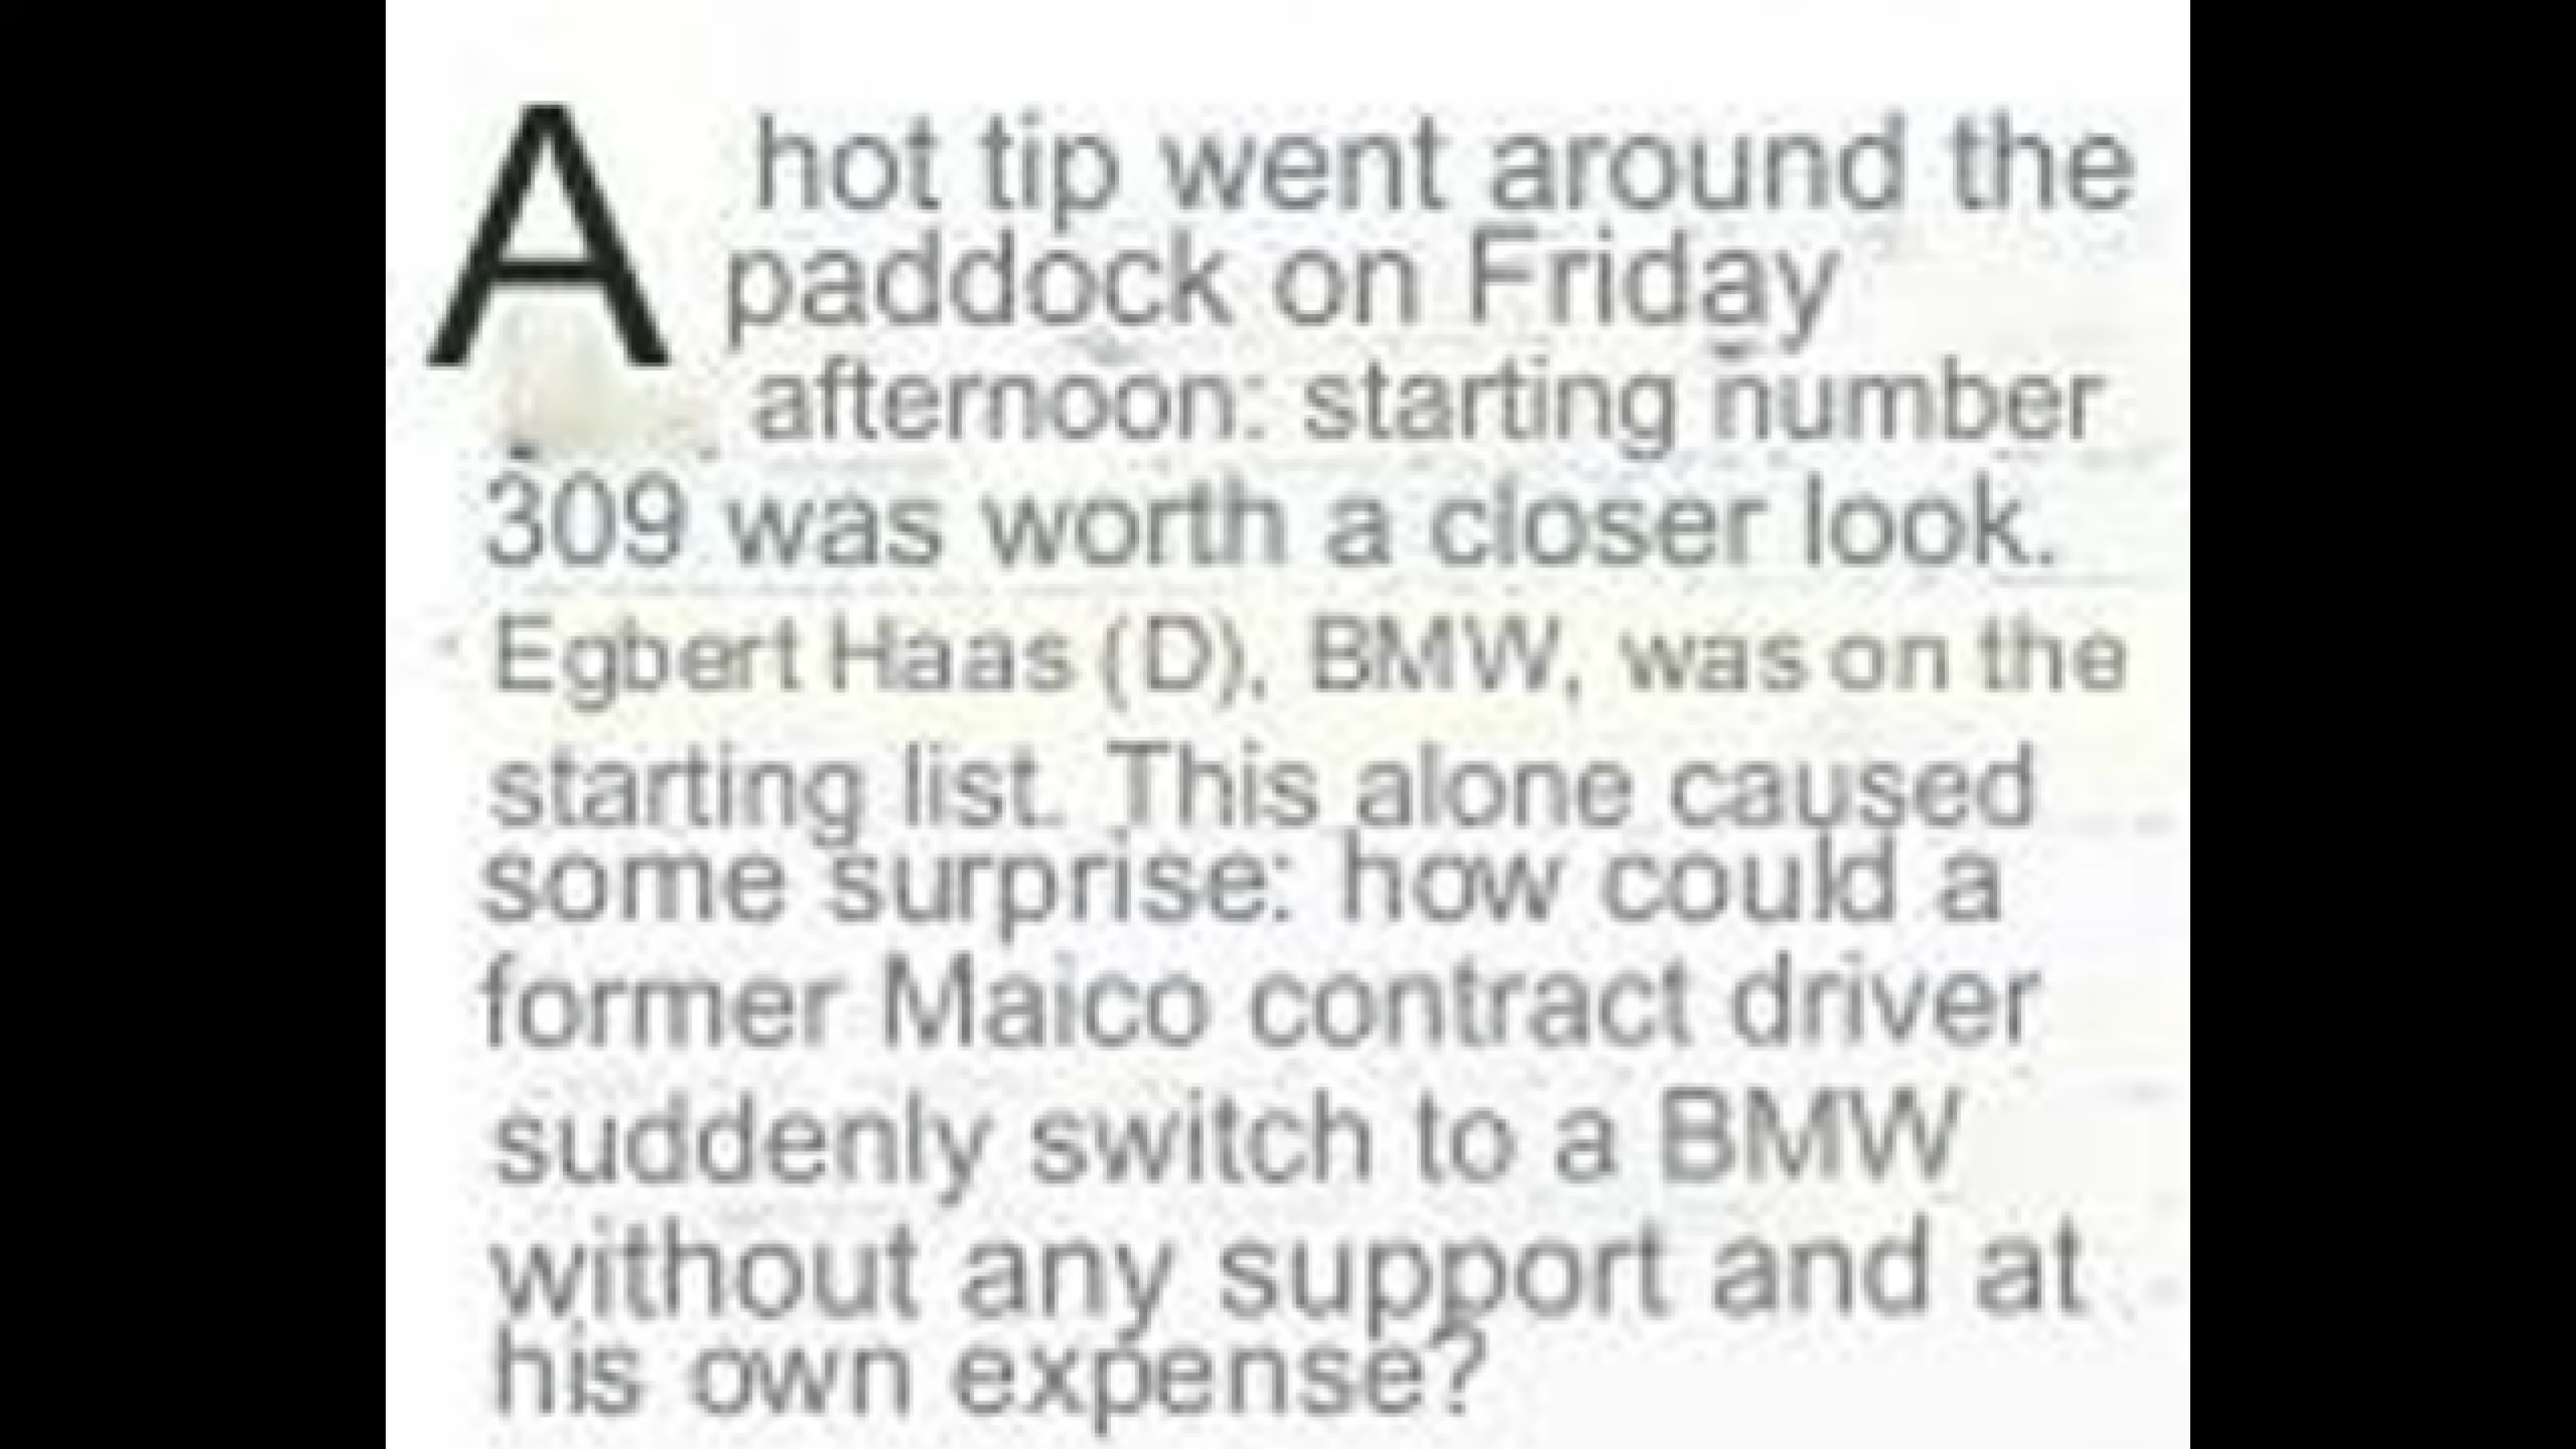 A hot tip went around the
paddock on Friday
afternoon: starting number
309 was worth a closer look.
Egbert Haas (D), BMW, was on the
starting list. This alone caused
some surprise: how could a
former Maico contract driver
suddenly switch to a BMW
without any support and at
his own expense?